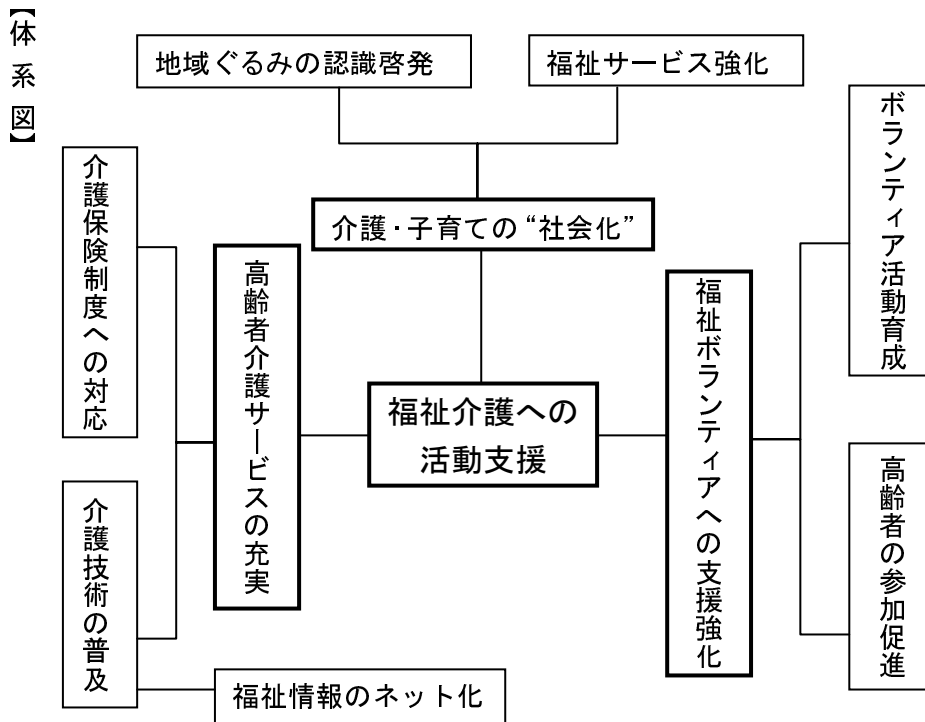 【体系図】
地域ぐるみの認識啓発
福祉サービス強化
介護・子育ての“社会化”
介護保険制度への対応
高齢者介護サービスの充実
福祉介護への
活動支援
福祉ボランティアへの支援強化
ボランティア活動育成
介護技術の普及
高齢者の参加促進
福祉情報のネット化